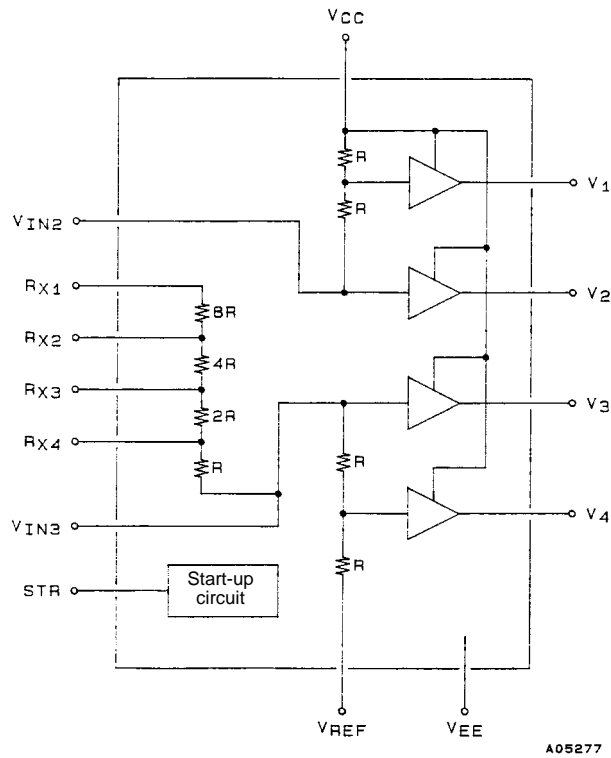 VCC
R
V1
R
VIN2
RX1
8R
V2
RX2
4R
RX3
2R
V3
RX4
R
R
V4
VIN3
R
STR
Start-up
circuit
VREF
VEE
A05277